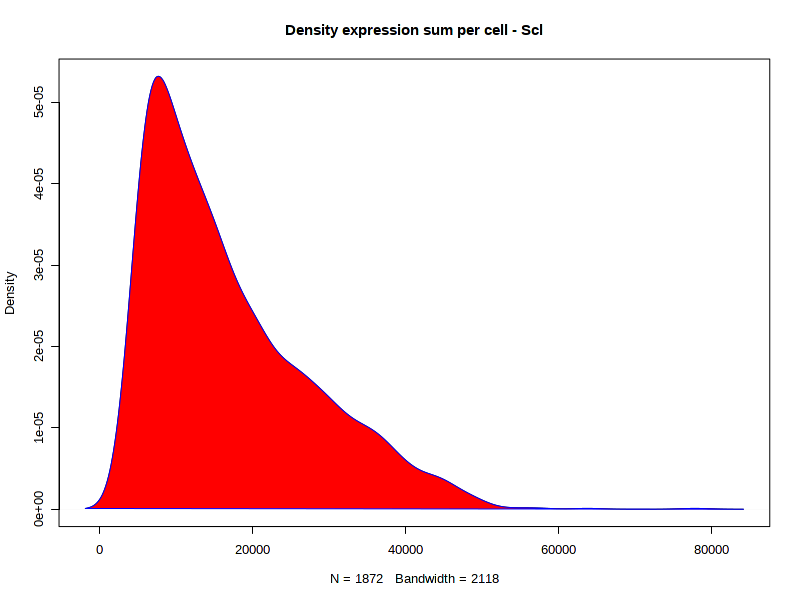 Density expression sum per cell - Scl
Density
5e-05
4e-05
3e-05
2e-05
1e-05
0e+00
0 20000 40000 60000 80000
N = 1872 Bandwidth = 2118